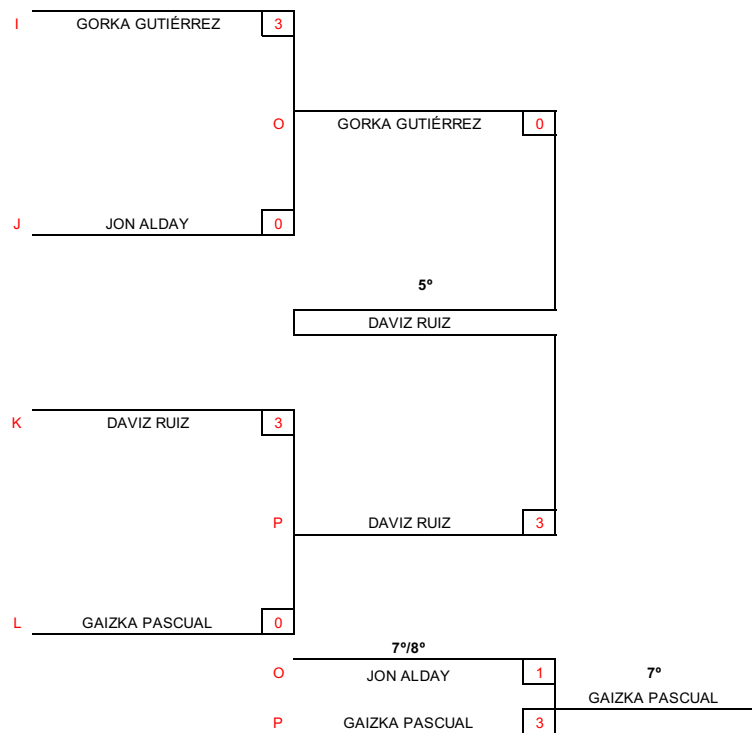 I GORKA GUTIÉRREZ 3
O GORKA GUTIÉRREZ 0
J JON ALDAY 0
5º
DAVIZ RUIZ
K DAVIZ RUIZ 3
P DAVIZ RUIZ 3
L GAIZKA PASCUAL 0
7º/8º
O JON ALDAY 1 7º
GAIZKA PASCUAL
P GAIZKA PASCUAL 3